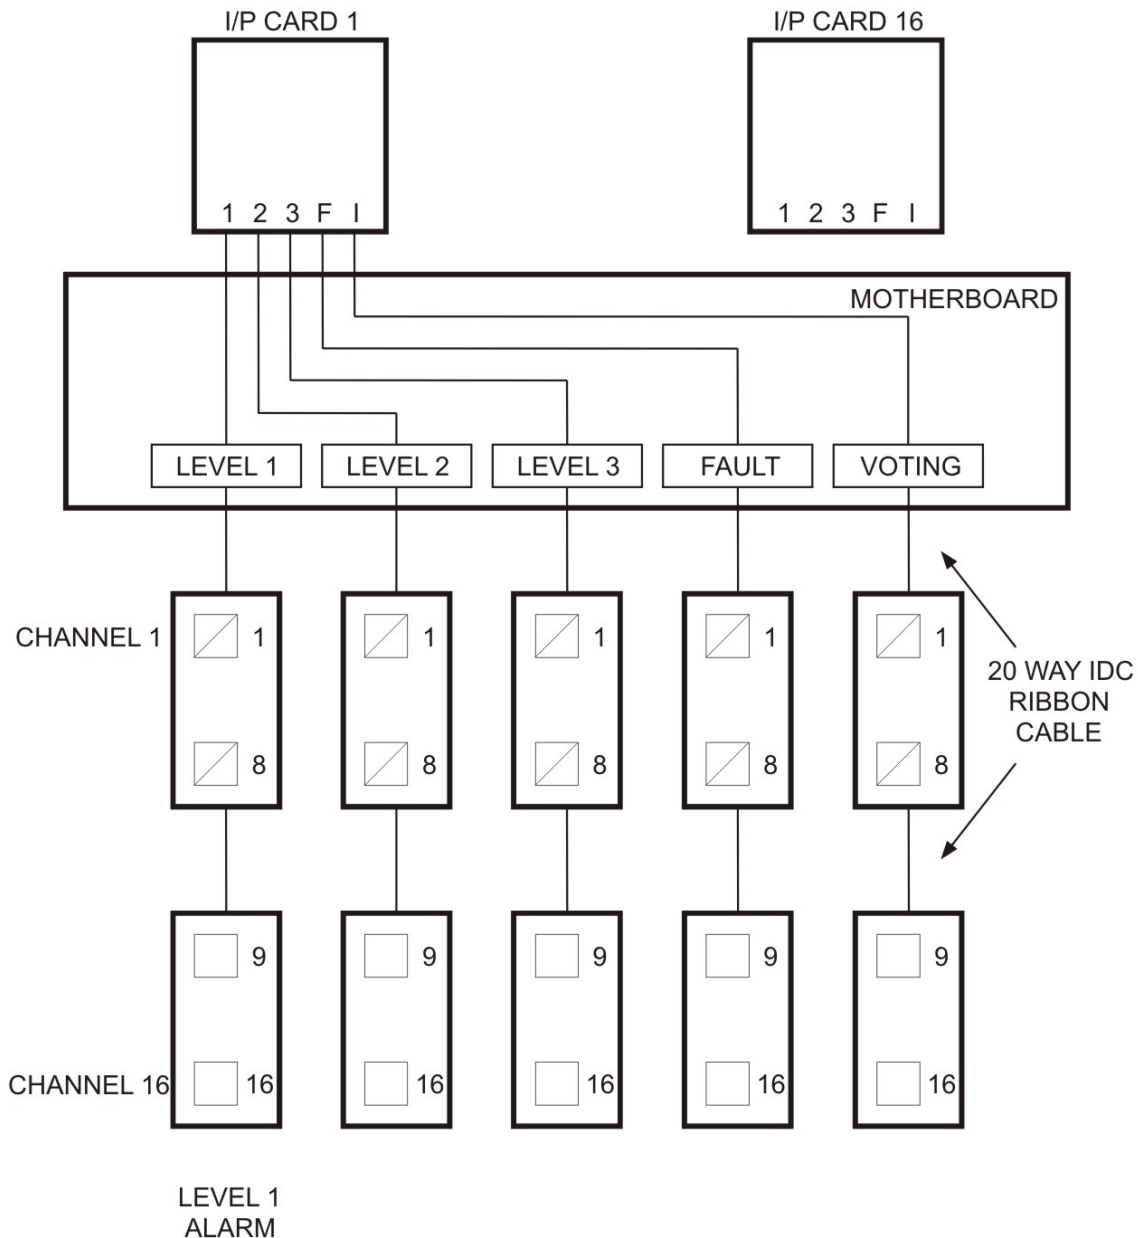 I/P CARD 1
I/P CARD 16
1 2 3 F I
1 2 3 F I
MOTHERBOARD
LEVEL 1
LEVEL 2
LEVEL 3
FAULT
VOTING
CHANNEL 1
1
1
1
1
1
20 WAY IDC
RIBBON
CABLE
8
8
8
8
8
9
9
9
9
9
CHANNEL 16
16
16
16
16
16
LEVEL 1
ALARM